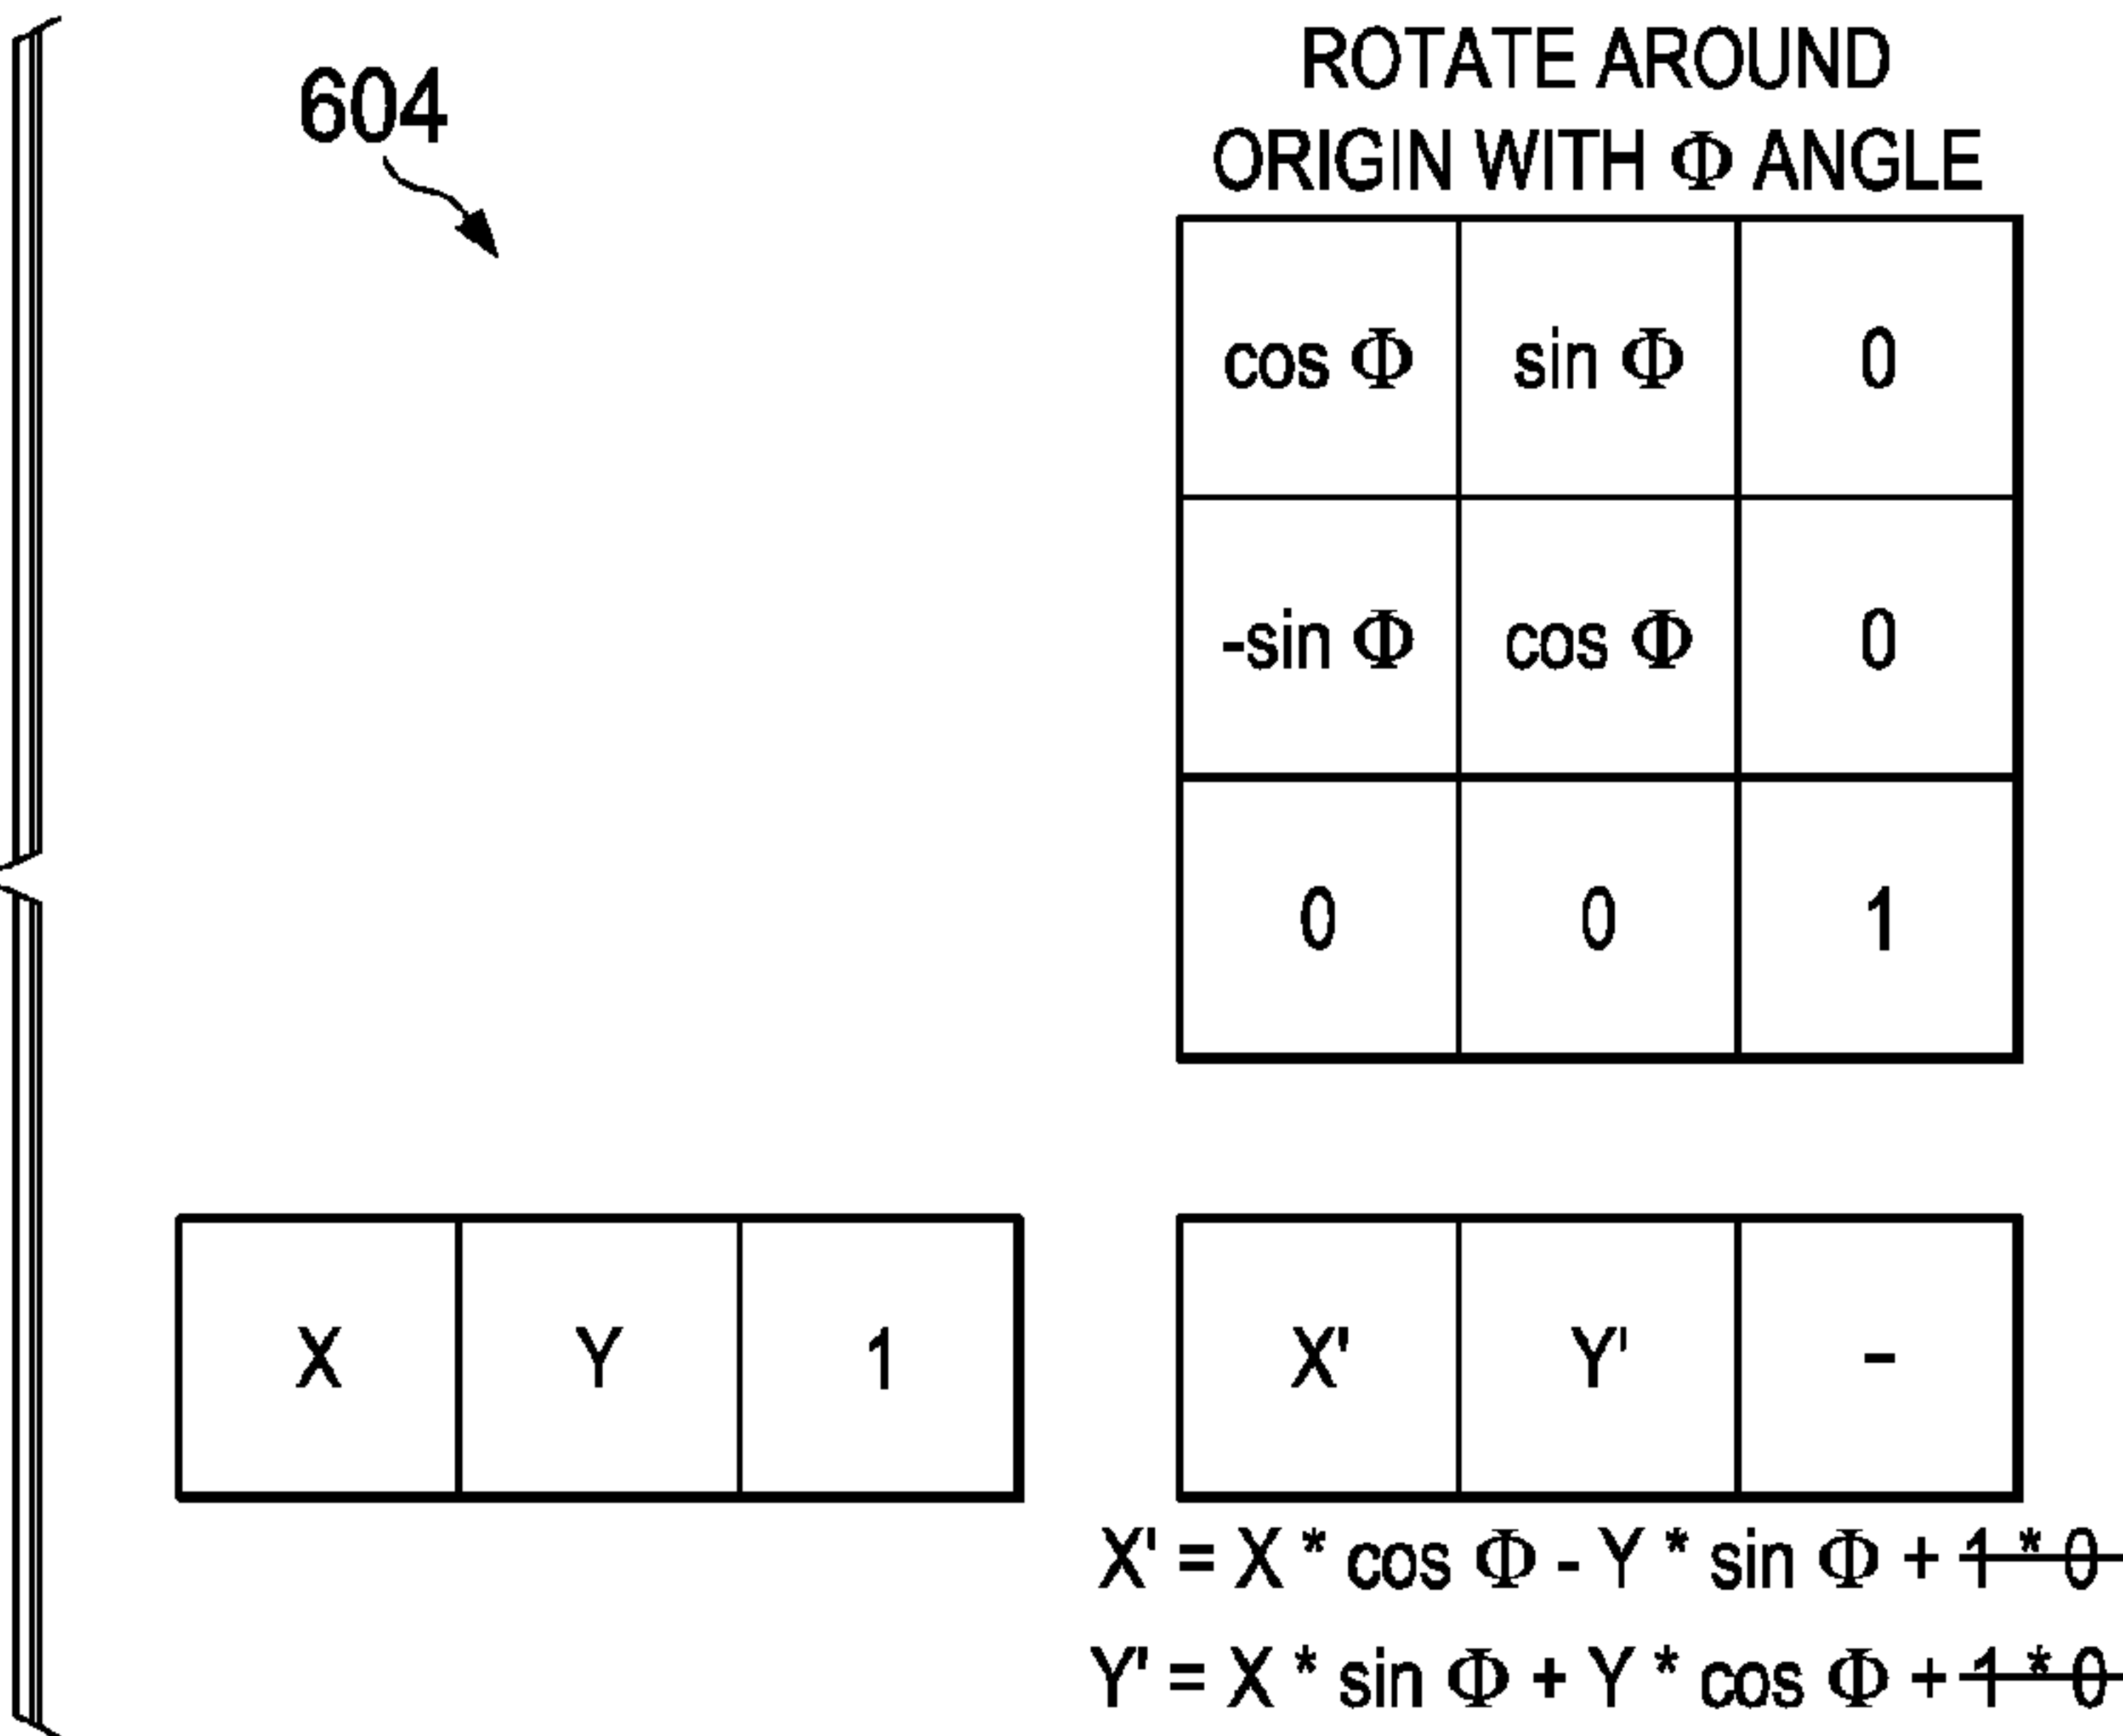 604
ROTATE AROUND
ORIGIN WITH Φ ANGLE
cos Φ sin Φ 0
-sin Φ cos Φ 0
0 0 1
X Y 1 X' Y' -
X' = X * cos Φ - Y * sin Φ + 1 * 0
Y' = X * sin Φ + Y * cos Φ + 1 * 0